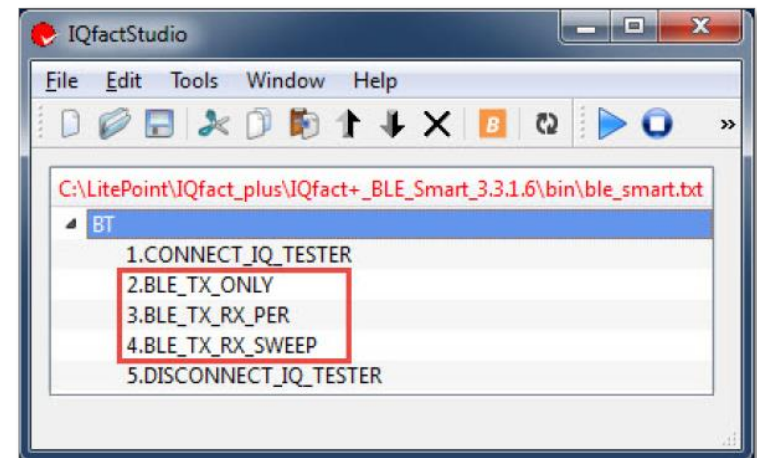 IQfactStudio
File Edit Tools Window Help
B
»
C:\LitePoint\IQfact_plus\IQfact+_BLE_Smart_3.3.1.6\bin\ble_smart.txt
BT
1.CONNECT_IQ_TESTER
2.BLE_TX_ONLY
3.BLE_TX_RX_PER
4.BLE_TX_RX_SWEEP
5.DISCONNECT_IQ_TESTER